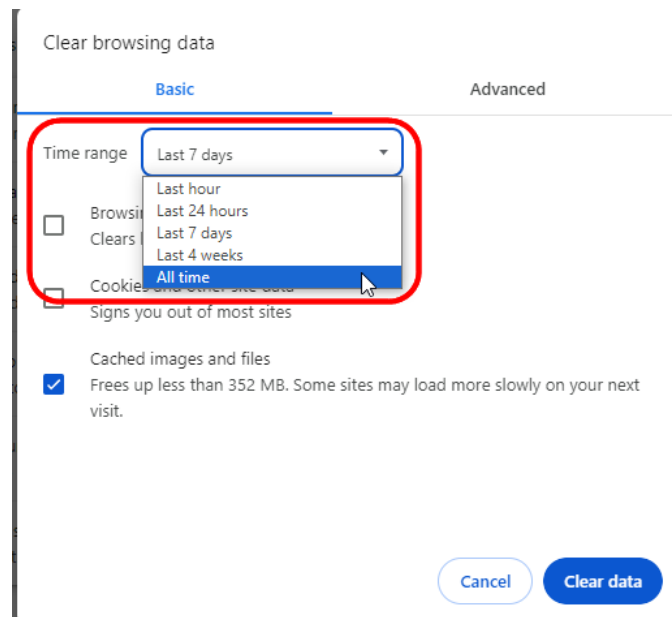 Clear browsing data
Basic Advanced
Time range Last 7 days
Last hour
Last 24 hours
Last 7 days
Last 4 weeks
All time
Clears
Cookies and other site data
Signs you out of most sites
Cached images and files
Frees up less than 352 MB. Some sites may load more slowly on your next
visit.
Cancel Clear data